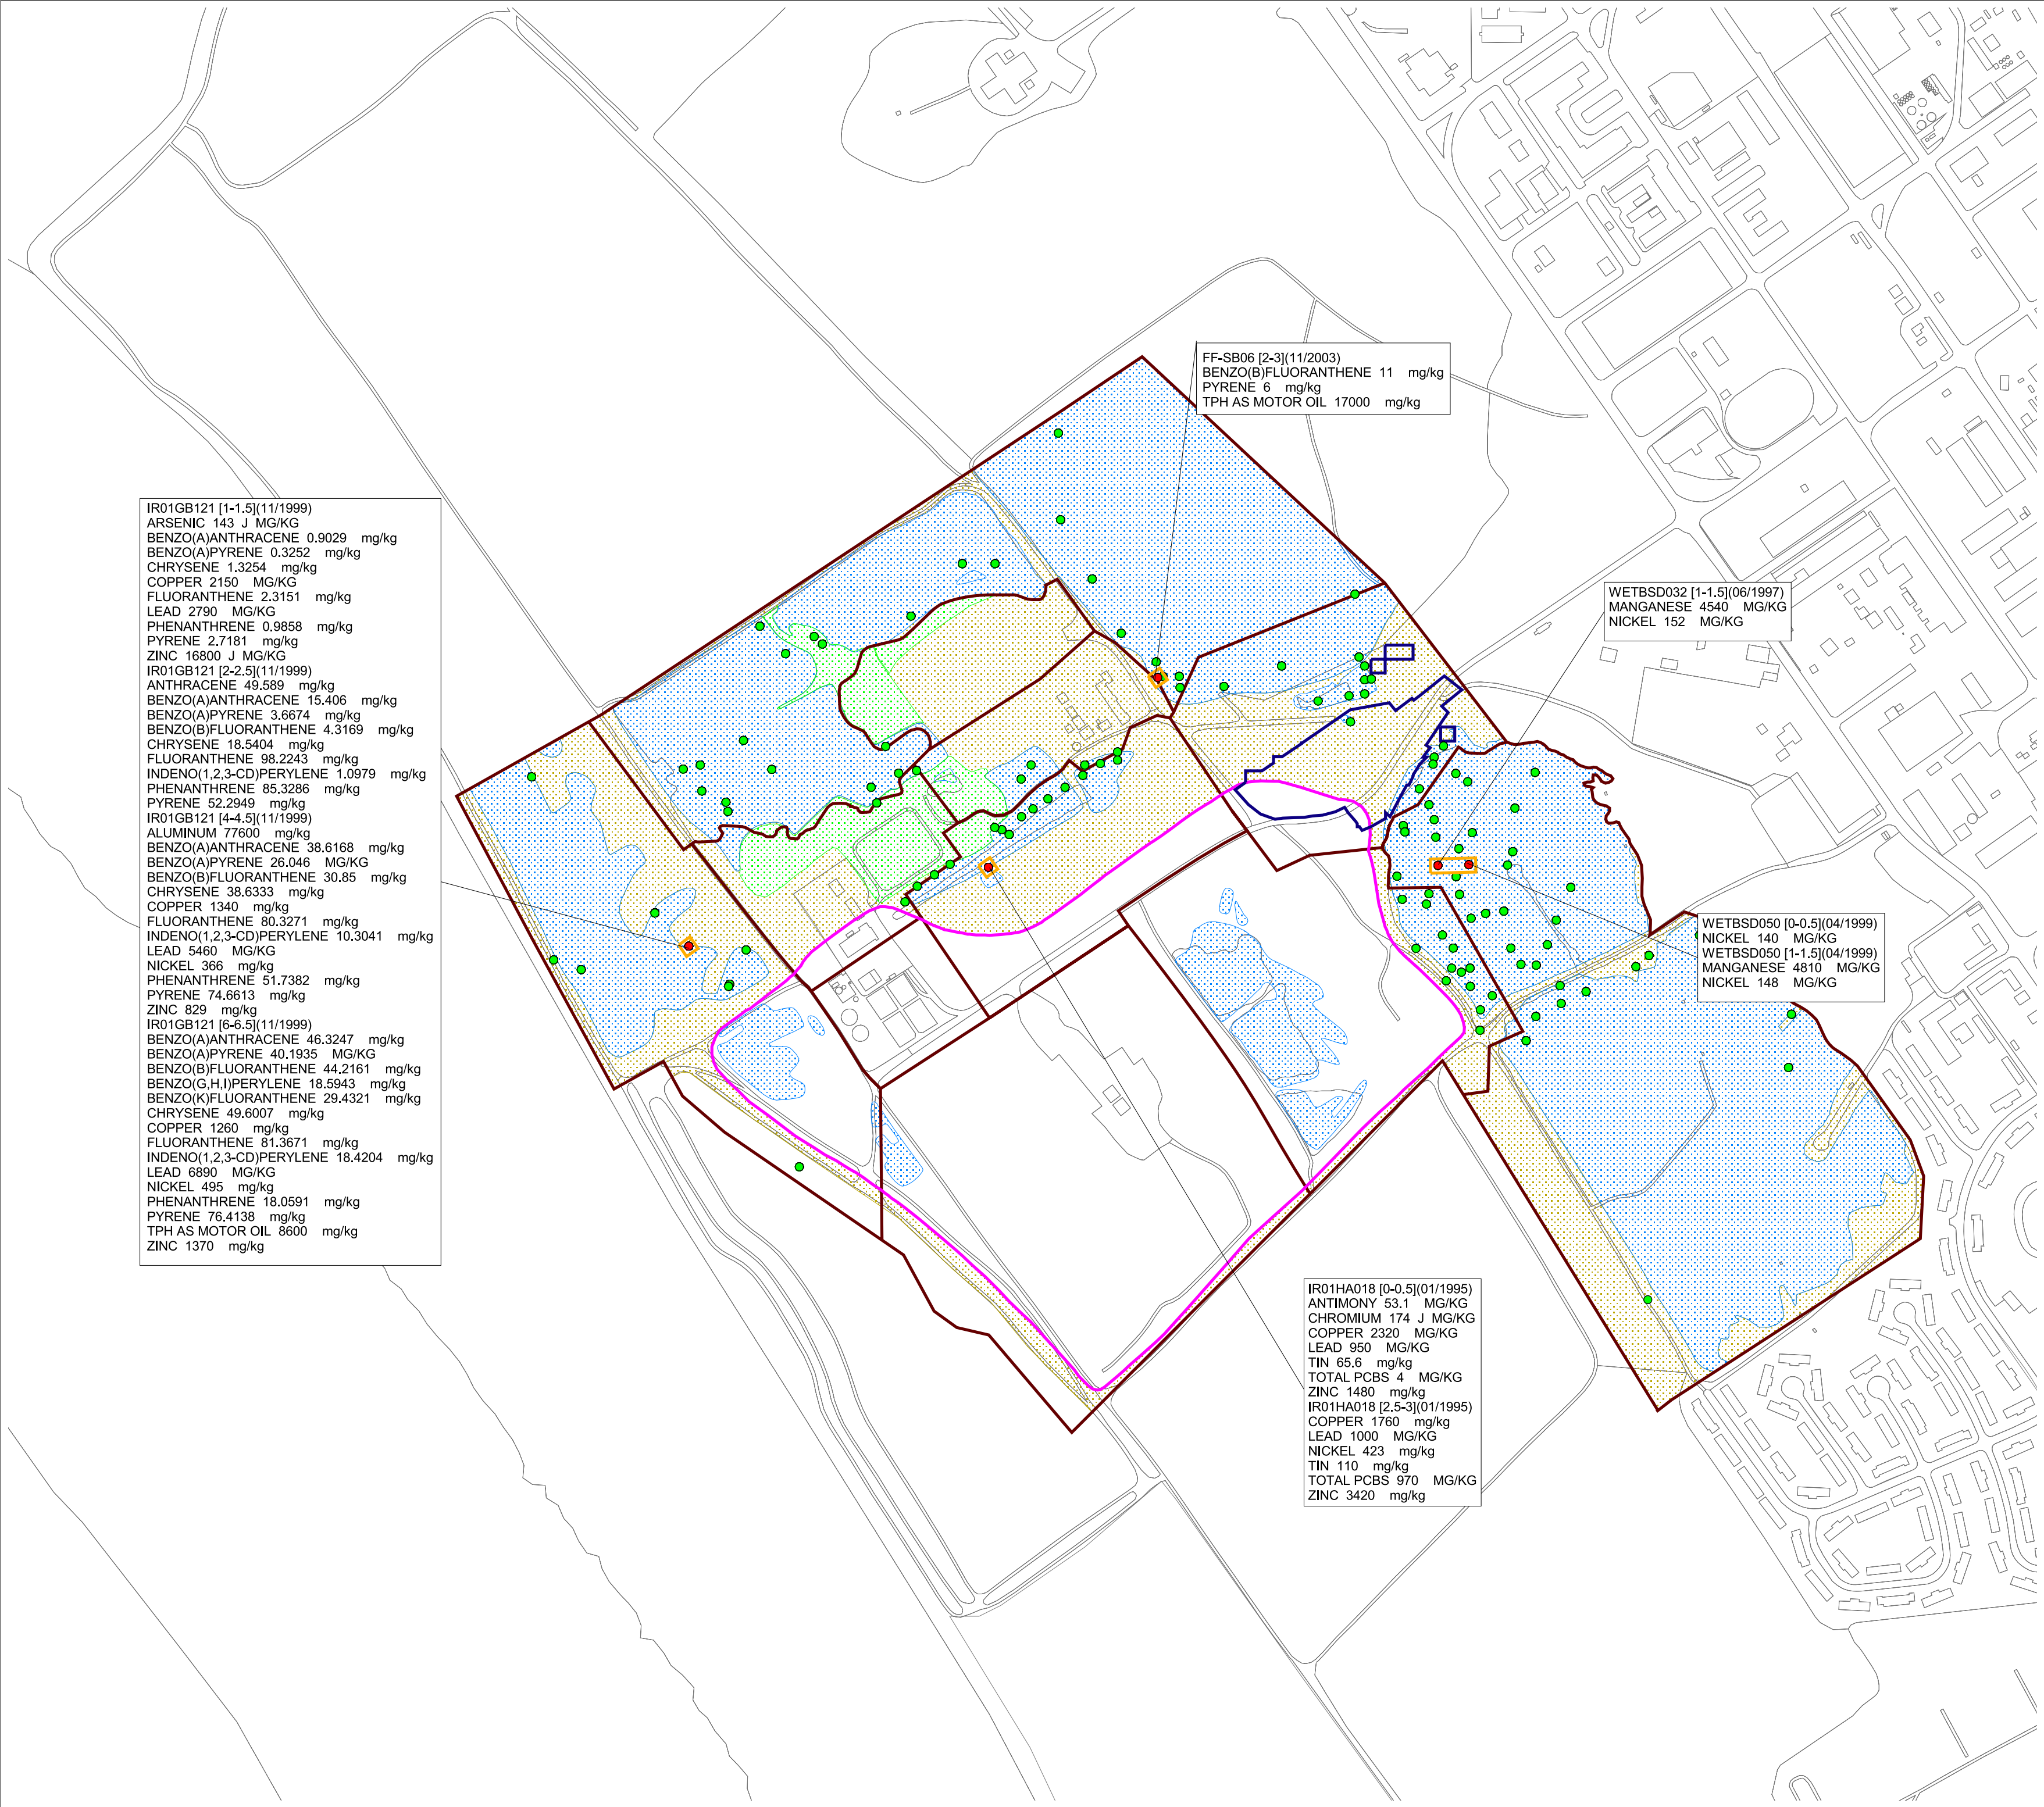 FF-SB06 [2-3](11/2003)
BENZO(B)FLUORANTHENE 11 mg/kg
PYRENE 6 mg/kg
TPH AS MOTOR OIL 17000 mg/kg
IR01GB121 [1-1.5](11/1999)
ARSENIC 143 J MG/KG
BENZO(A)ANTHRACENE 0.9029 mg/kg
BENZO(A)PYRENE 0.3252 mg/kg
CHRYSENE 1.3254 mg/kg
COPPER 2150 MG/KG
FLUORANTHENE 2.3151 mg/kg
LEAD 2790 MG/KG
PHENANTHRENE 0.9858 mg/kg
PYRENE 2.7181 mg/kg
ZINC 16800 J MG/KG
IR01GB121 [2-2.5](11/1999)
ANTHRACENE 49.589 mg/kg
BENZO(A)ANTHRACENE 15.406 mg/kg
BENZO(A)PYRENE 3.6674 mg/kg
BENZO(B)FLUORANTHENE 4.3169 mg/kg
CHRYSENE 18.5404 mg/kg
FLUORANTHENE 98.2243 mg/kg
INDENO(1,2,3-CD)PERYLENE 1.0979 mg/kg
PHENANTHRENE 85.3286 mg/kg
PYRENE 52.2949 mg/kg
IR01GB121 [4-4.5](11/1999)
ALUMINUM 77600 mg/kg
BENZO(A)ANTHRACENE 38.6168 mg/kg
BENZO(A)PYRENE 26.046 MG/KG
BENZO(B)FLUORANTHENE 30.85 mg/kg
CHRYSENE 38.6333 mg/kg
COPPER 1340 mg/kg
FLUORANTHENE 80.3271 mg/kg
INDENO(1,2,3-CD)PERYLENE 10.3041 mg/kg
LEAD 5460 MG/KG
NICKEL 366 mg/kg
PHENANTHRENE 51.7382 mg/kg
PYRENE 74.6613 mg/kg
ZINC 829 mg/kg
IR01GB121 [6-6.5](11/1999)
BENZO(A)ANTHRACENE 46.3247 mg/kg
BENZO(A)PYRENE 40.1935 MG/KG
BENZO(B)FLUORANTHENE 44.2161 mg/kg
BENZO(G,H,I)PERYLENE 18.5943 mg/kg
BENZO(K)FLUORANTHENE 29.4321 mg/kg
CHRYSENE 49.6007 mg/kg
COPPER 1260 mg/kg
FLUORANTHENE 81.3671 mg/kg
INDENO(1,2,3-CD)PERYLENE 18.4204 mg/kg
LEAD 6890 MG/KG
NICKEL 495 mg/kg
PHENANTHRENE 18.0591 mg/kg
PYRENE 76.4138 mg/kg
TPH AS MOTOR OIL 8600 mg/kg
ZINC 1370 mg/kg
WETBSD032 [1-1.5](06/1997)
MANGANESE 4540 MG/KG
NICKEL 152 MG/KG
WETBSD050 [0-0.5](04/1999)
NICKEL 140 MG/KG
WETBSD050 [1-1.5](04/1999)
MANGANESE 4810 MG/KG
NICKEL 148 MG/KG
IR01HA018 [0-0.5](01/1995)
ANTIMONY 53.1 MG/KG
CHROMIUM 174 J MG/KG
COPPER 2320 MG/KG
LEAD 950 MG/KG
TIN 65.6 mg/kg
TOTAL PCBS 4 MG/KG
ZINC 1480 mg/kg
IR01HA018 [2.5-3](01/1995)
COPPER 1760 mg/kg
LEAD 1000 MG/KG
NICKEL 423 mg/kg
TIN 110 mg/kg
TOTAL PCBS 970 MG/KG
ZINC 3420 mg/kg